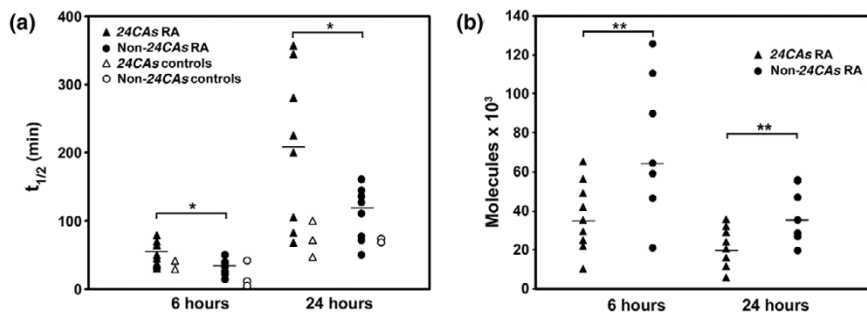 (a)
400
300
200
100
0
t1/2 (min)
▲ 24CAs RA
● Non-24CAs RA
△ 24CAs controls
○ Non-24CAs controls
*
*
6 hours
24 hours
(b)
140
120
100
80
60
40
20
0
Molecules x 10³
▲ 24CAs RA
● Non-24CAs RA
**
**
6 hours
24 hours